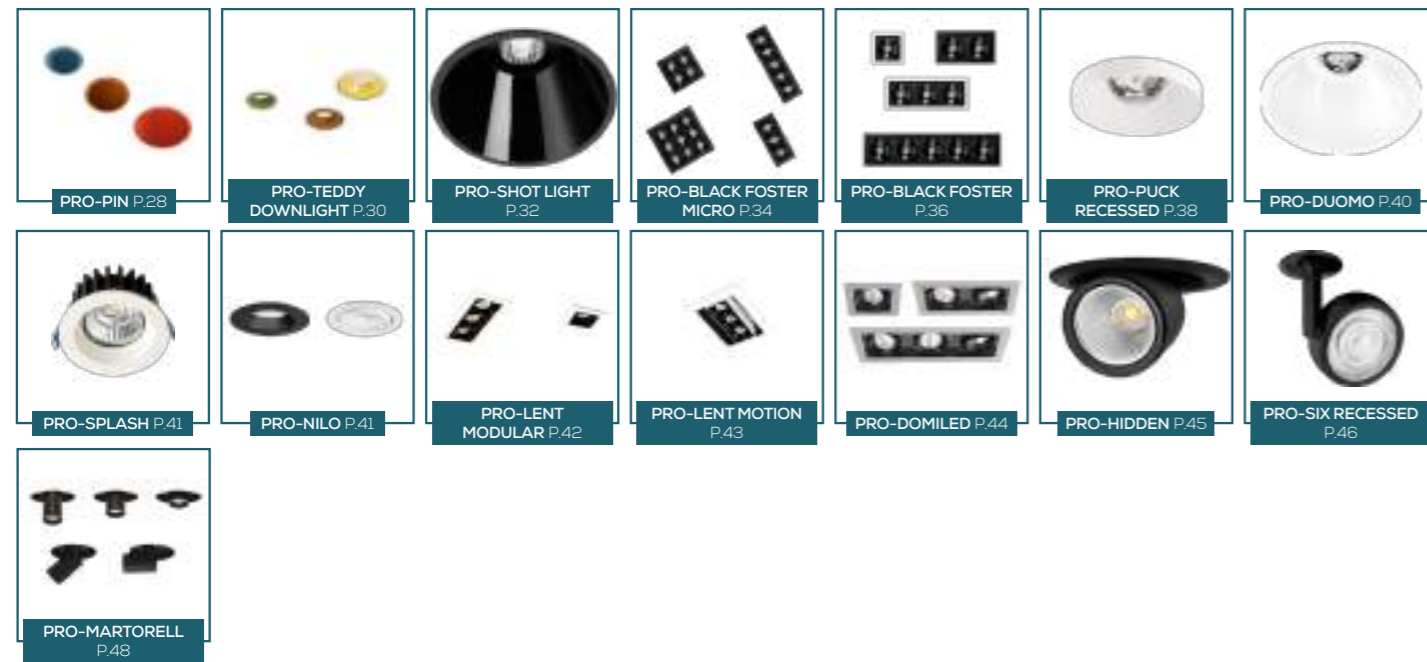 PRO-PIN P.28
PRO-TEDDY
DOWNLIGHT P.30
PRO-SHOT LIGHT
P.32
PRO-BLACK FOSTER
MICRO P.34
PRO-BLACK FOSTER
P.36
PRO-PUCK
RECESSED P.38
PRO-DUOMO P.40
PRO-SPLASH P.41
PRO-NILO P.41
PRO-LENT
MODULAR P.42
PRO-LENT MOTION
P.43
PRO-DOMILED P.44
PRO-HIDDEN P.45
PRO-SIX RECESSED
P.46
PRO-MARTORELL
P.48